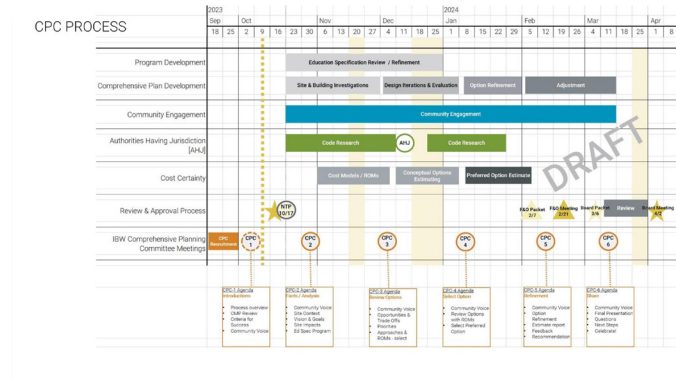 2023
2024
CPC PROCESS
Sep Oct Nov Dec Jan Feb Mar Apr
18 25 2 9 16 23 30 6 13 20 27 4 11 18 25 1 8 15 22 29 5 12 19 26 4 11 18 25 1 8
Program Development
Education Specification Review / Refinement
Comprehensive Plan Development
Site & Building Investigations
Design Iterations & Evaluation
Option Refinement
Adjustment
Community Engagement
Community Engagement
Authorities Having Jurisdiction
[AHJ]
Code Research
AHJ
Code Research
DRAFT
Cost Certainty
Cost Models / ROMs
Conceptual Options
Estimating
Preferred Option Estimate
Review & Approval Process
NTP
10/17
F&O Packet
2/7
F&O Meeting
2/21
Board Packet
3/6
Review
Board Meeting
4/2
IBW Comprehensive Planning
Committee Meetings
CPC
Recruitment
CPC
1
CPC
2
CPC
3
CPC
4
CPC
5
CPC
6
CPC-1 Agenda
Introductions
• Process overview
• CMP Review
• Criteria for
Success
• Community Voice
CPC-2 Agenda
Facts / Analysis
• Community Voice
• Site Context
• Vision & Goals
• Site Impacts
• Ed Spec Program
CPC-3 Agenda
Review Options
• Community Voice
• Opportunities &
Trade Offs
• Priorities
• Approaches &
ROMs - select
CPC-4 Agenda
Select Option
• Community Voice
• Review Options
with ROMs
• Select Preferred
Option
CPC-5 Agenda
Refinement
• Community Voice
• Option
Refinement
• Estimate report
• Feedback
• Recommendation
CPC-6 Agenda
Share
• Community Voice
• Final Presentation
• Questions
• Next Steps
• Celebrate!